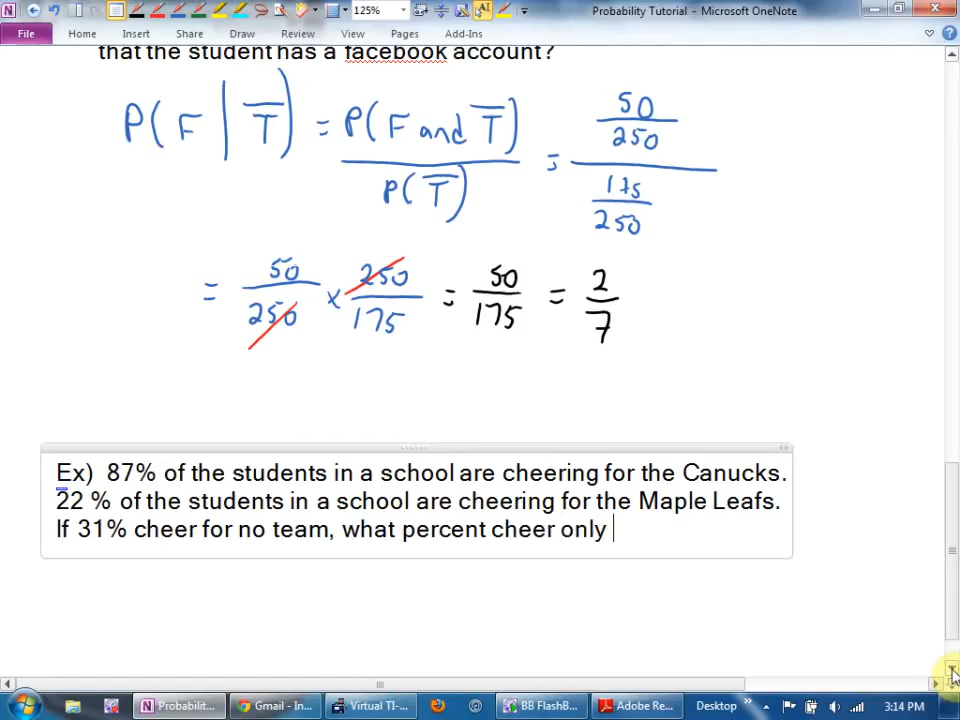 125%
Probability Tutorial - Microsoft OneNote
File Home Insert Share Draw Review View Pages Add-Ins
that the student has a facebook account?
P( F | T̅ ) = P( F and T̅ ) / P( T̅ ) = 50/250 / 175/250
= 50/250 x 250/175 = 50/175 = 2/7
Ex) 87% of the students in a school are cheering for the Canucks.
22 % of the students in a school are cheering for the Maple Leafs.
If 31% cheer for no team, what percent cheer only
Probabilit... Gmail - In... Virtual TI-... BB FlashB... Adobe Re... Desktop 3:14 PM